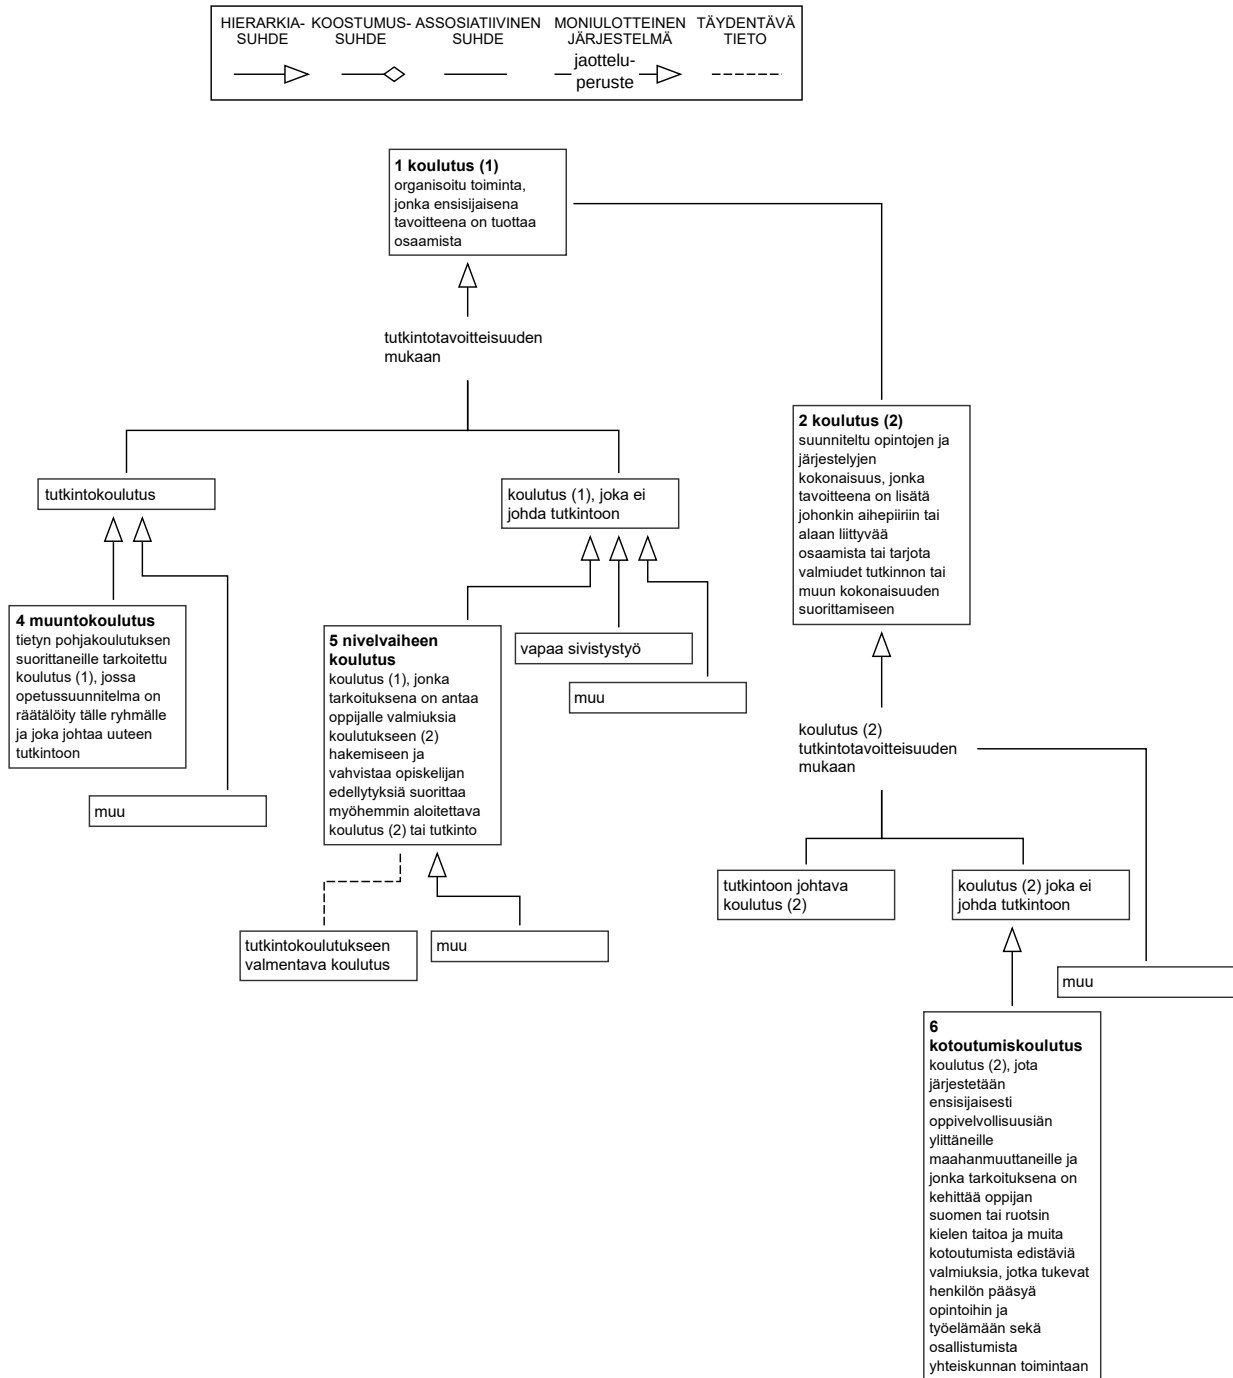 HIERARKIA-
SUHDE
KOOSTUMUS-
SUHDE
ASSOSIATIIVINEN
SUHDE
MONIULOTTEINEN
JÄRJESTELMÄ
jaottelu-
peruste
TÄYDENTÄVÄ
TIETO
1 koulutus (1)
organisoitu toiminta,
jonka ensisijaisena
tavoitteena on tuottaa
osaamista
tutkintotavoitteisuuden
mukaan
2 koulutus (2)
suunniteltu opintojen ja
järjestelyjen
kokonaisuus, jonka
tavoitteena on lisätä
johonkin aihepiiriin tai
alaan liittyvää
osaamista tai tarjota
valmiudet tutkinnon tai
muun kokonaisuuden
suorittamiseen
tutkintokoulutus
koulutus (1), joka ei
johda tutkintoon
4 muuntokoulutus
tietyn pohjakoulutuksen
suorittaneille tarkoitettu
koulutus (1), jossa
opetussuunnitelma on
räätälöity tälle ryhmälle
ja joka johtaa uuteen
tutkintoon
muu
5 nivelvaiheen
koulutus
koulutus (1), jonka
tarkoituksena on antaa
oppijalle valmiuksia
koulutukseen (2)
hakemiseen ja
vahvistaa opiskelijan
edellytyksiä suorittaa
myöhemmin aloitettava
koulutus (2) tai tutkinto
vapaa sivistystyö
muu
koulutus (2)
tutkintotavoitteisuuden
mukaan
tutkintokoulutukseen
valmentava koulutus
muu
tutkintoon johtava
koulutus (2)
koulutus (2) joka ei
johda tutkintoon
muu
6
kotoutumiskoulutus
koulutus (2), jota
järjestetään
ensisijaisesti
oppivelvollisuusiän
ylittäneille
maahanmuuttaneille ja
jonka tarkoituksena on
kehittää oppijan
suomen tai ruotsin
kielen taitoa ja muita
kotoutumista edistäviä
valmiuksia, jotka tukevat
henkilön pääsyä
opintoihin ja
työelämään sekä
osallistumista
yhteiskunnan toimintaan